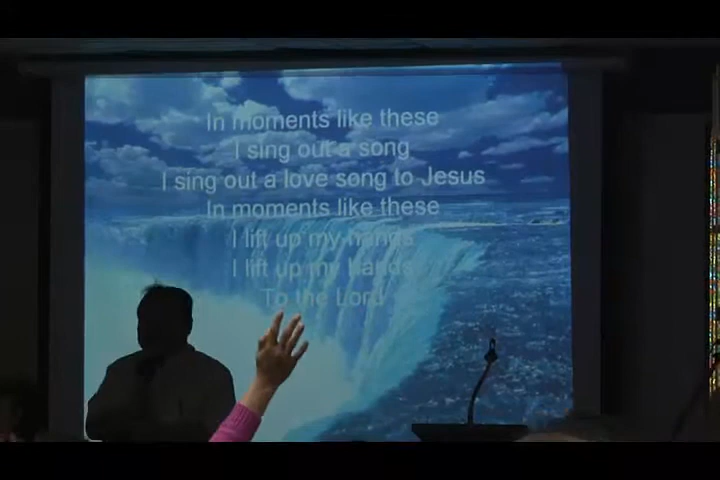 In moments like these
I sing out a song
I sing out a love song to Jesus
In moments like these
I lift up my hands
I lift up my hands
To the Lord